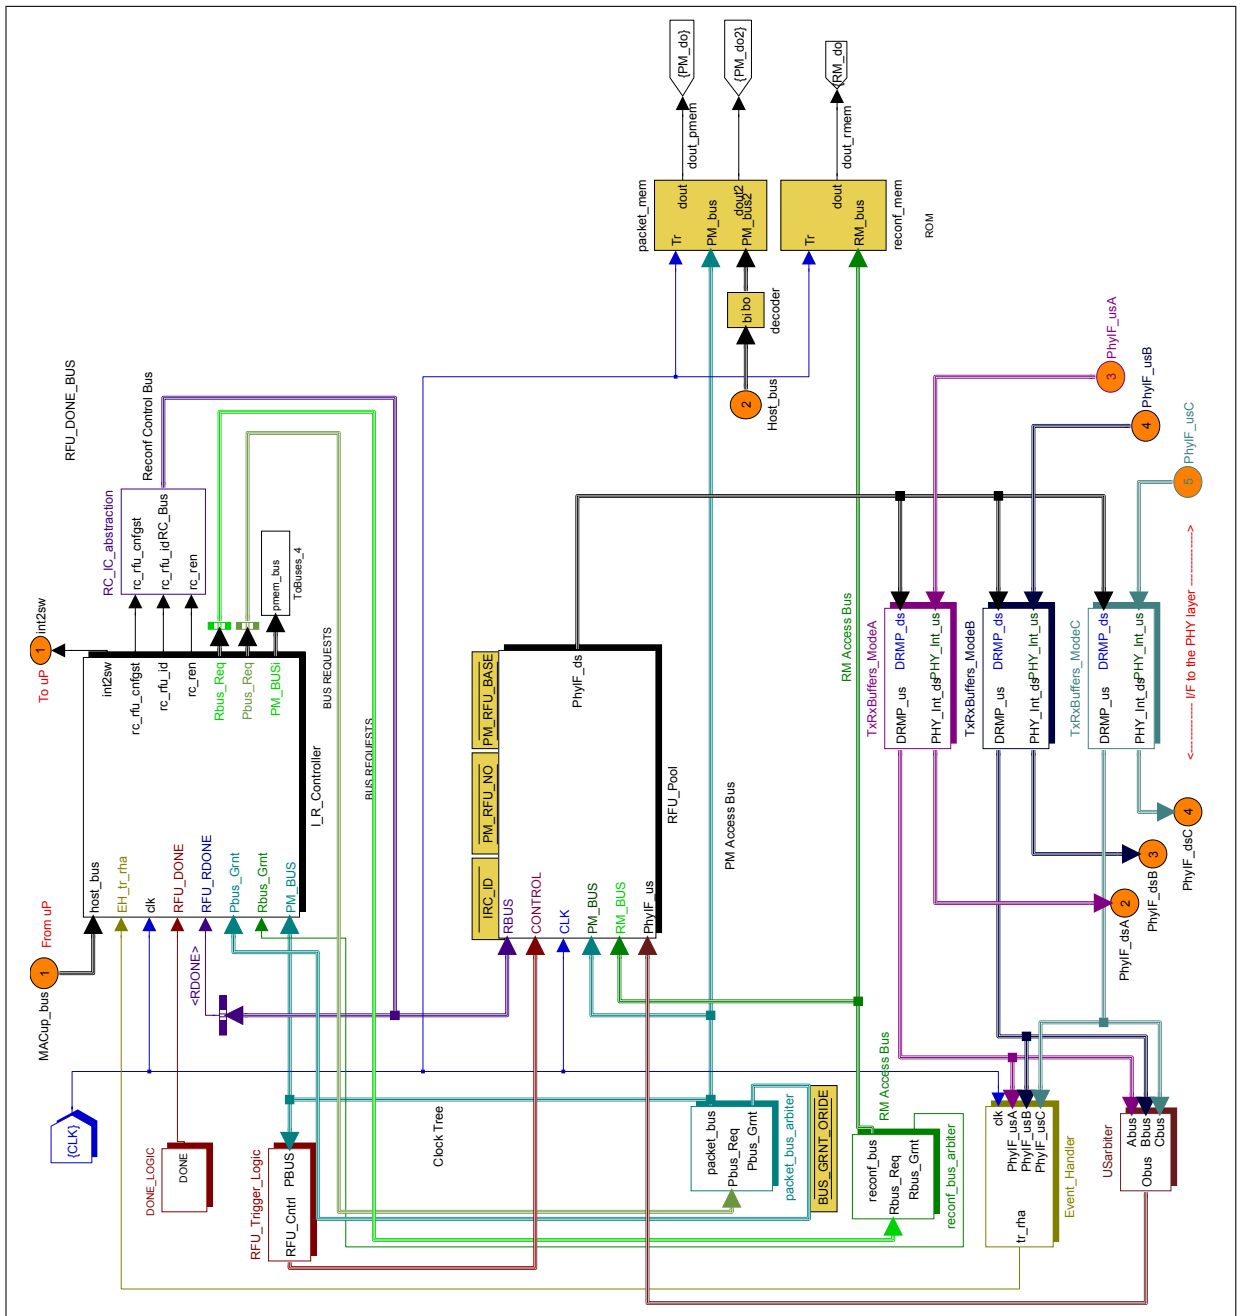 {PM_do}
{PM_do2}
{RM_do
dout_pmem
dout_rmem
packet_mem
Tr
dout
PM_bus
dout2
PM_bus2
bi bo
decoder
2
Host_bus
Tr
dout
RM_bus
reconf_mem
ROM
RFU_DONE_BUS
Reconf Control Bus
RC_IC_abstraction
rc_rfu_cnfgst
rc_rfu_id
RC_Bus
rc_ren
pmem_bus
ToBuses_4
To uP
1
int2sw
int2sw
rc_rfu_cnfgst
rc_rfu_id
rc_ren
Rbus_Req
Pbus_Req
PM_BUSi
BUS REQUESTS
BUS REQUESTS
host_bus
EH_tr_rha
clk
RFU_DONE
RFU_RDONE
Pbus_Grnt
Rbus_Grnt
PM_BUS
I_R_Controller
From uP
1
MACup_bus
<RDONE>
IRC_ID
PM_RFU_NO
PM_RFU_BASE
RBUS
CONTROL
CLK
PM_BUS
RM_BUS
PhyIF_us
PhyIF_ds
RFU_Pool
PM Access Bus
RM Access Bus
{CLK}
DONE_LOGIC
DONE
RFU_Trigger_Logic
PBUS
RFU_Cntrl
Clock Tree
packet_bus
Pbus_Req
Pbus_Grnt
packet_bus_arbiter
BUS_GRNT_ORIDE
RM Access Bus
reconf_bus
Rbus_Req
Rbus_Grnt
reconf_bus_arbiter
clk
PhyIF_usA
PhyIF_usB
PhyIF_usC
tr_rha
Event_Handler
USarbiter
Abus
Bbus
Cbus
Obus
TxRxBuffers_ModeA
DRMP_us
DRMP_ds
PHY_Int_ds
PHY_Int_us
TxRxBuffers_ModeB
DRMP_us
DRMP_ds
PHY_Int_ds
PHY_Int_us
TxRxBuffers_ModeC
DRMP_us
DRMP_ds
PHY_Int_ds
PHY_Int_us
3
PhyIF_usA
4
PhyIF_usB
5
PhyIF_usC
<---------- I/F to the PHY layer ---------->
2
PhyIF_dsA
3
PhyIF_dsB
4
PhyIF_dsC